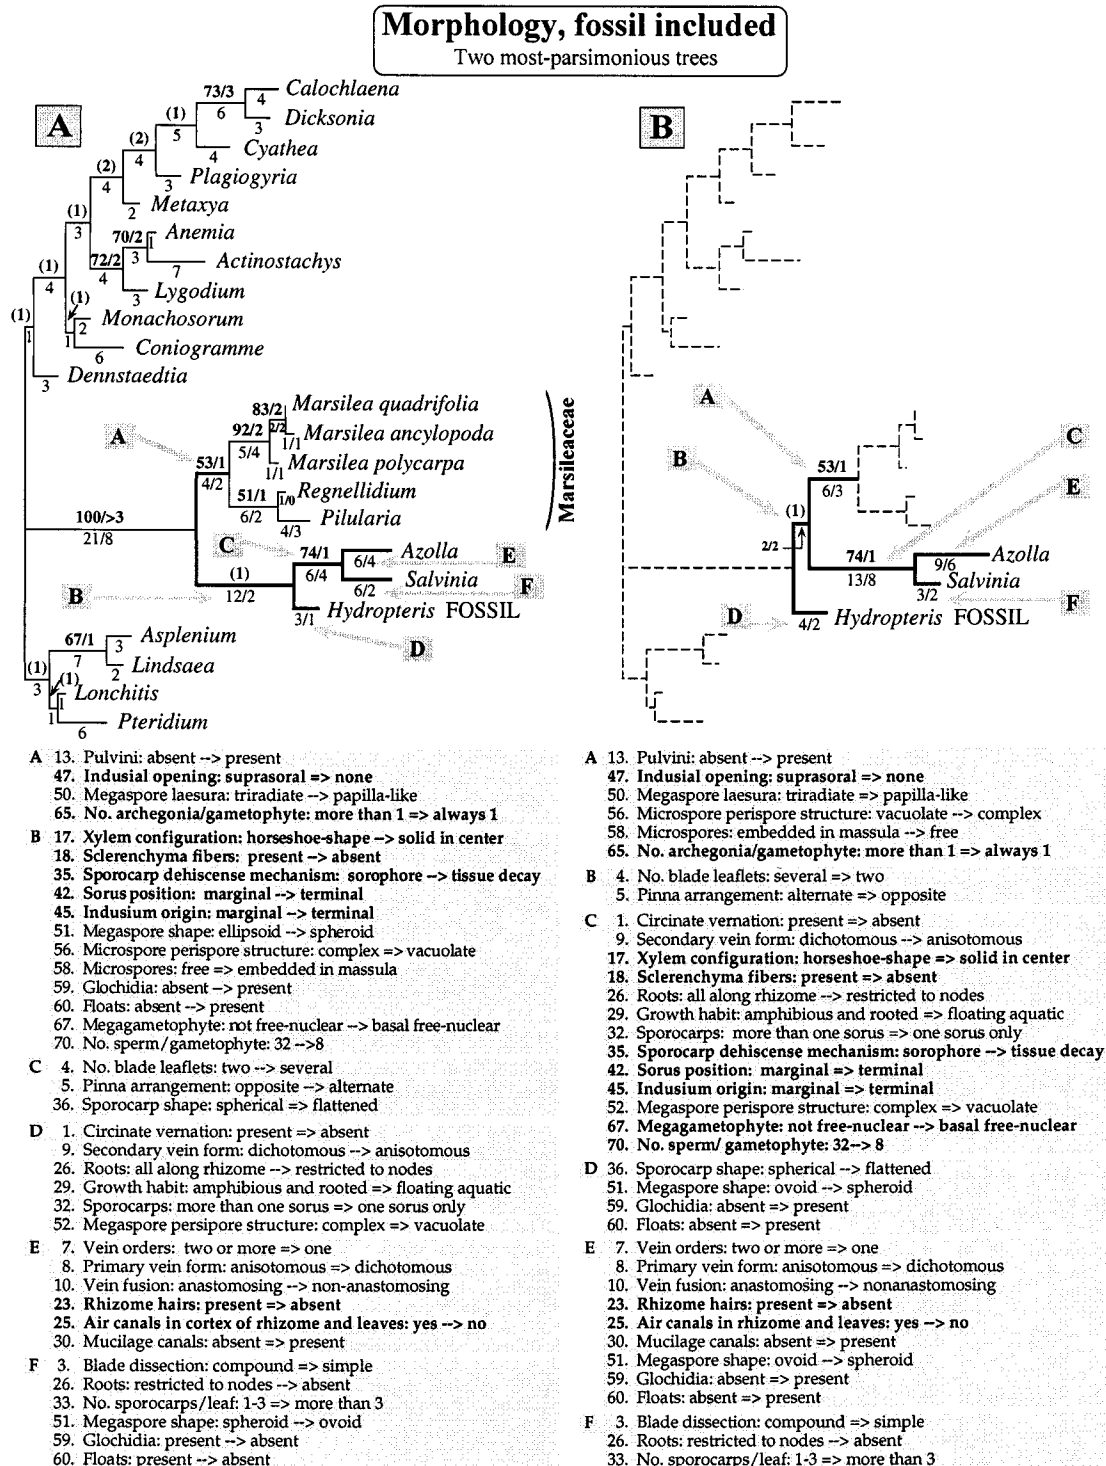 Morphology, fossil included
Two most-parsimonious trees
A
73/3
4
Calochlaena
(1)
6
Dicksonia
3
5
Cyathea
4
(2)
4
Plagiogyria
3
(2)
4
Metaxya
2
(1)
3
70/2
1
Anemia
72/2
3
Actinostachys
7
4
Lygodium
3
(1)
4
(1)
2
Monachosorum
1
Coniogramme
6
(1)
1
Dennstaedtia
3
83/2
Marsilea quadrifolia
92/2
2/2
Marsilea ancylopoda
1/1
5/4
Marsilea polycarpa
1/1
A
53/1
4/2
51/1
1/0
Regnellidium
6/2
Pilularia
4/3
Marsileaceae
100/>3
21/8
C
74/1
6/4
Azolla
6/4
E
(1)
12/2
Salvinia
6/2
F
B
Hydropteris FOSSIL
3/1
D
67/1
7
3
Asplenium
Lindsaea
2
(1)
3
(1)
1
Lonchitis
1
Pteridium
6
B
A
C
B
53/1
6/3
E
(1)
2/2
74/1
13/8
Azolla
9/6
Salvinia
3/2
F
D
Hydropteris FOSSIL
4/2
A 13. Pulvini: absent --> present
47. Indusial opening: suprasoral => none
50. Megaspore laesura: triradiate --> papilla-like
65. No. archegonia/gametophyte: more than 1 => always 1
B 17. Xylem configuration: horseshoe-shape --> solid in center
18. Sclerenchyma fibers: present --> absent
35. Sporocarp dehiscense mechanism: sorophore --> tissue decay
42. Sorus position: marginal --> terminal
45. Indusium origin: marginal --> terminal
51. Megaspore shape: ellipsoid --> spheroid
56. Microspore perispore structure: complex => vacuolate
58. Microspores: free => embedded in massula
59. Glochidia: absent --> present
60. Floats: absent --> present
67. Megagametophyte: not free-nuclear --> basal free-nuclear
70. No. sperm/gametophyte: 32 -->8
C 4. No. blade leaflets: two --> several
5. Pinna arrangement: opposite --> alternate
36. Sporocarp shape: spherical => flattened
D 1. Circinate vernation: present => absent
9. Secondary vein form: dichotomous --> anisotomous
26. Roots: all along rhizome --> restricted to nodes
29. Growth habit: amphibious and rooted => floating aquatic
32. Sporocarps: more than one sorus => one sorus only
52. Megaspore persipore structure: complex => vacuolate
E 7. Vein orders: two or more => one
8. Primary vein form: anisotomous => dichotomous
10. Vein fusion: anastomosing --> non-anastomosing
23. Rhizome hairs: present => absent
25. Air canals in cortex of rhizome and leaves: yes --> no
30. Mucilage canals: absent => present
F 3. Blade dissection: compound => simple
26. Roots: restricted to nodes --> absent
33. No. sporocarps/leaf: 1-3 => more than 3
51. Megaspore shape: spheroid --> ovoid
59. Glochidia: present --> absent
60. Floats: present --> absent
A 13. Pulvini: absent --> present
47. Indusial opening: suprasoral => none
50. Megaspore laesura: triradiate => papilla-like
56. Microspore perispore structure: vacuolate --> complex
58. Microspores: embedded in massula --> free
65. No. archegonia/gametophyte: more than 1 => always 1
B 4. No. blade leaflets: several => two
5. Pinna arrangement: alternate => opposite
C 1. Circinate vernation: present => absent
9. Secondary vein form: dichotomous --> anisotomous
17. Xylem configuration: horseshoe-shape => solid in center
18. Sclerenchyma fibers: present => absent
26. Roots: all along rhizome --> restricted to nodes
29. Growth habit: amphibious and rooted => floating aquatic
32. Sporocarps: more than one sorus => one sorus only
35. Sporocarp dehiscense mechanism: sorophore --> tissue decay
42. Sorus position: marginal => terminal
45. Indusium origin: marginal => terminal
52. Megaspore perispore structure: complex => vacuolate
67. Megagametophyte: not free-nuclear --> basal free-nuclear
70. No. sperm/ gametophyte: 32--> 8
D 36. Sporocarp shape: spherical --> flattened
51. Megaspore shape: ovoid --> spheroid
59. Glochidia: absent => present
60. Floats: absent => present
E 7. Vein orders: two or more => one
8. Primary vein form: anisotomous => dichotomous
10. Vein fusion: anastomosing --> nonanastomosing
23. Rhizome hairs: present => absent
25. Air canals in rhizome and leaves: yes --> no
30. Mucilage canals: absent => present
51. Megaspore shape: ovoid --> spheroid
59. Glochidia: absent => present
60. Floats: absent => present
F 3. Blade dissection: compound => simple
26. Roots: restricted to nodes --> absent
33. No. sporocarps/leaf: 1-3 => more than 3